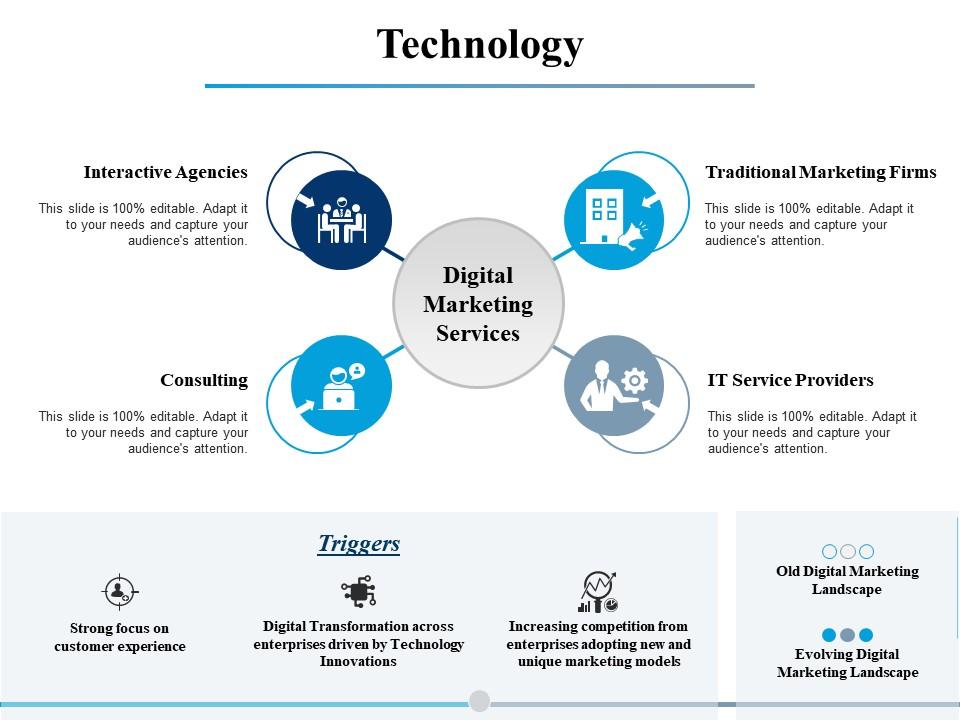 Technology
Interactive Agencies
This slide is 100% editable. Adapt it
to your needs and capture your
audience's attention.
Traditional Marketing Firms
This slide is 100% editable. Adapt it
to your needs and capture your
audience's attention.
Digital
Marketing
Services
Consulting
This slide is 100% editable. Adapt it
to your needs and capture your
audience's attention.
IT Service Providers
This slide is 100% editable. Adapt it
to your needs and capture your
audience's attention.
Triggers
Strong focus on
customer experience
Digital Transformation across
enterprises driven by Technology
Innovations
Increasing competition from
enterprises adopting new and
unique marketing models
Old Digital Marketing
Landscape
Evolving Digital
Marketing Landscape